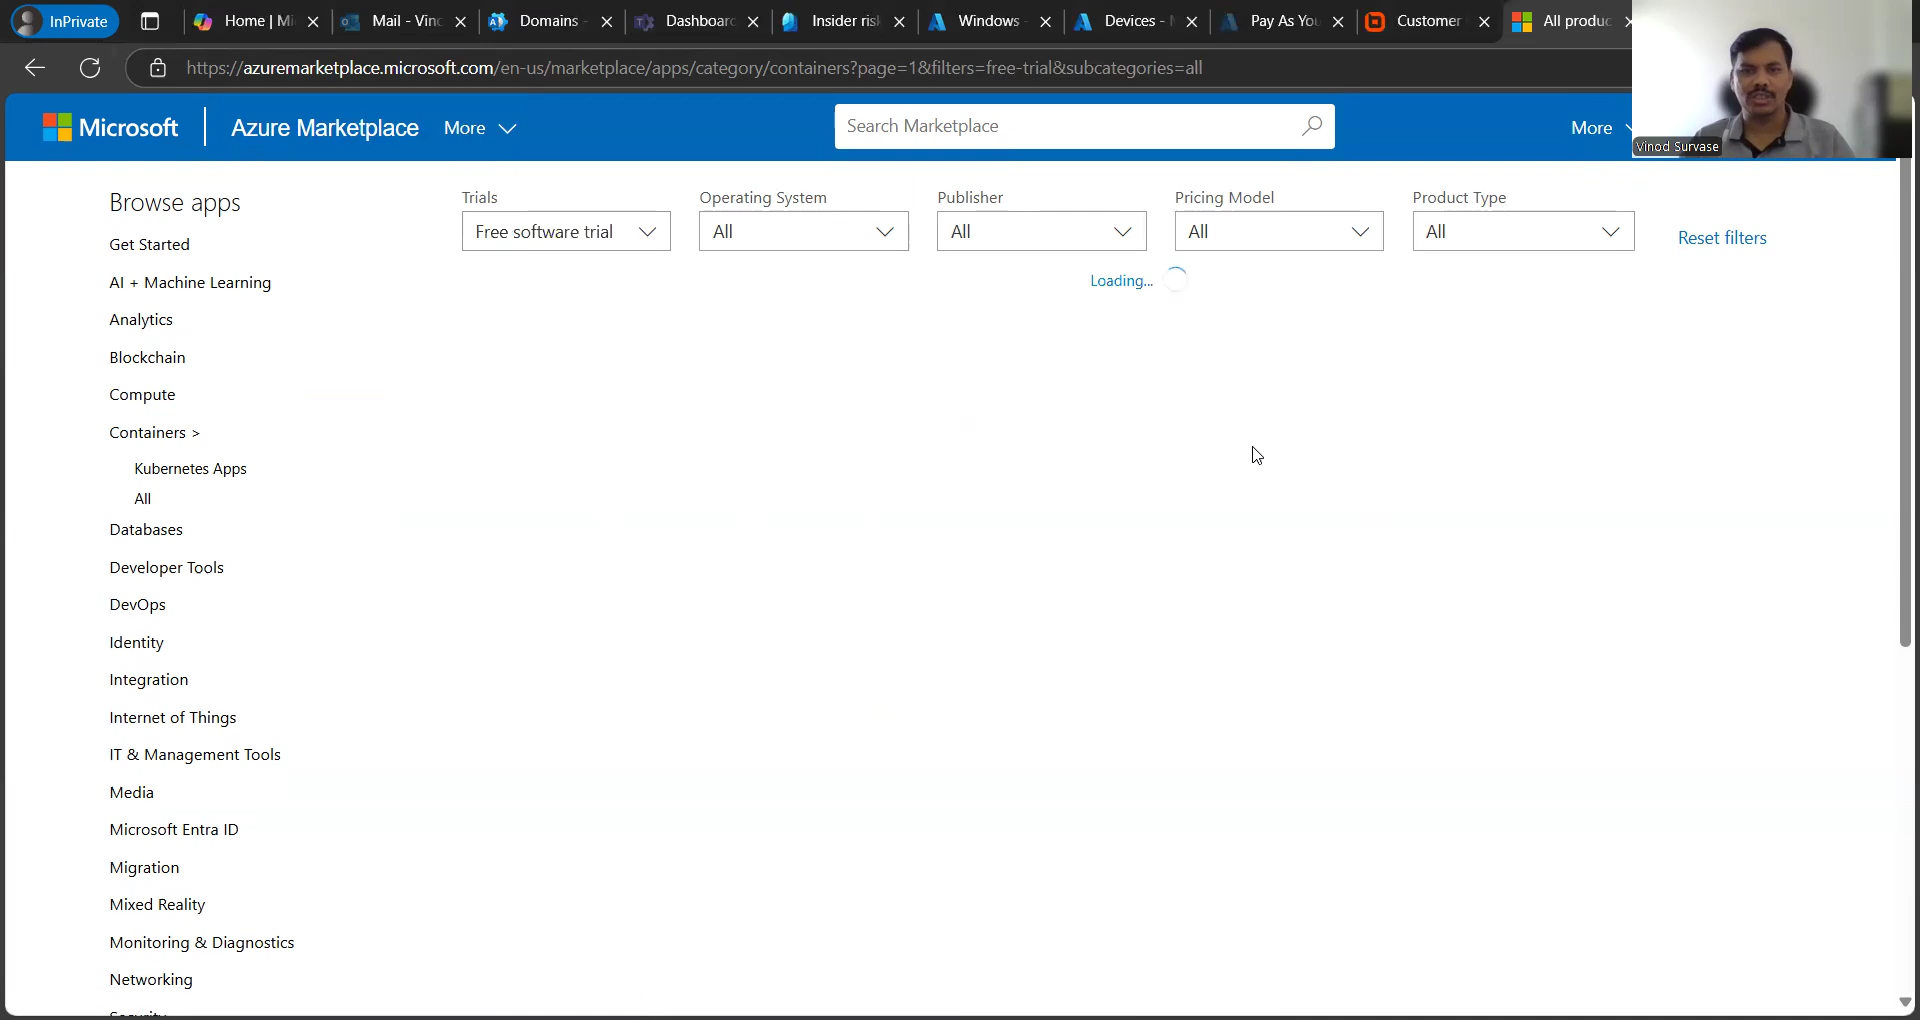 InPrivate
Home | Mi
Mail - Vinc
Domains -
Dashboard
Insider risk
Windows -
Devices - M
Pay As You
Customer
All produc
https://azuremarketplace.microsoft.com/en-us/marketplace/apps/category/containers?page=1&filters=free-trial&subcategories=all
Microsoft
Azure Marketplace
More
Search Marketplace
More
Vinod Survase
Browse apps
Trials
Operating System
Publisher
Pricing Model
Product Type
Free software trial
All
All
All
All
Reset filters
Loading...
Get Started
AI + Machine Learning
Analytics
Blockchain
Compute
Containers >
Kubernetes Apps
All
Databases
Developer Tools
DevOps
Identity
Integration
Internet of Things
IT & Management Tools
Media
Microsoft Entra ID
Migration
Mixed Reality
Monitoring & Diagnostics
Networking
Security